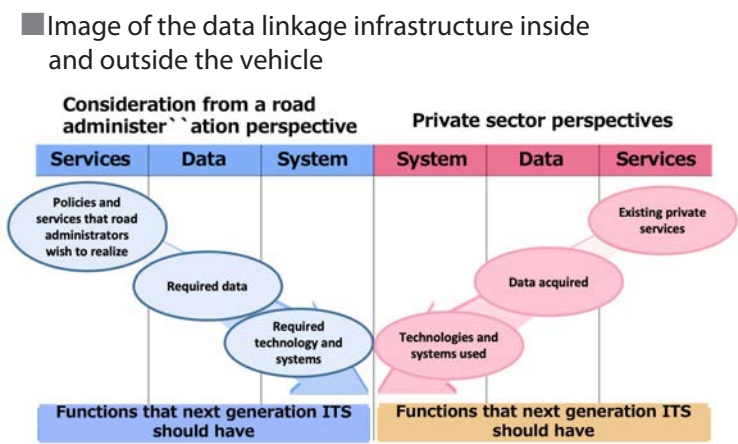 Image of the data linkage infrastructure inside
and outside the vehicle
Consideration from a road
administer``ation perspective
Private sector perspectives
Services
Data
System
System
Data
Services
Policies and
services that road
administrators
wish to realize
Existing private
services
Required data
Data acquired
Required
technology and
systems
Technologies and
systems used
Functions that next generation ITS
should have
Functions that next generation ITS
should have